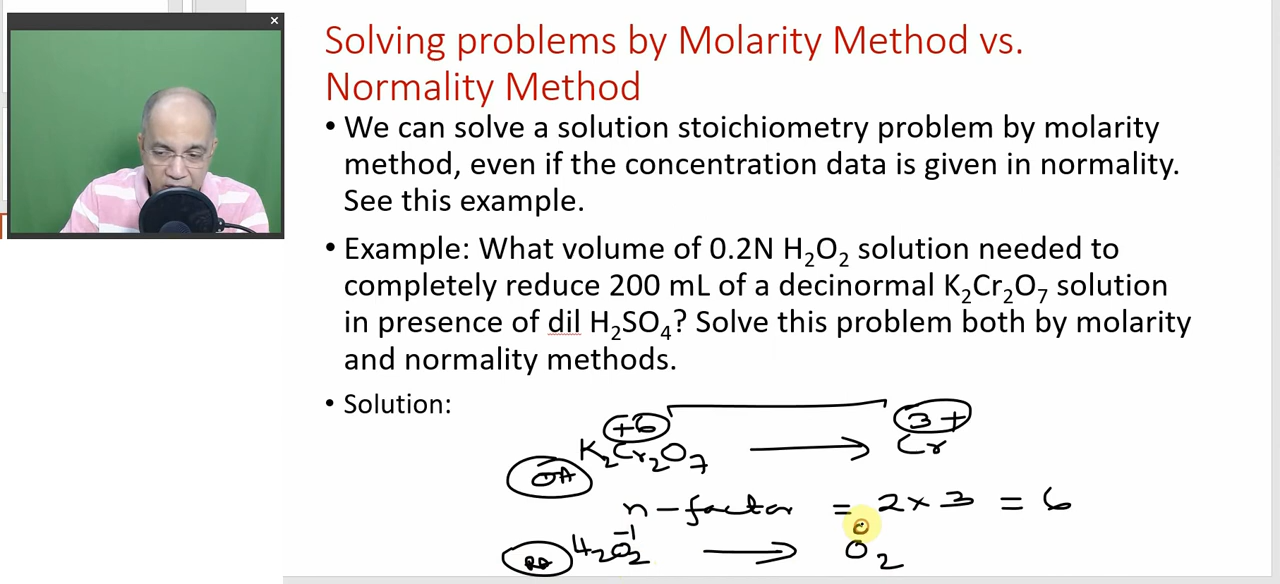 Solving problems by Molarity Method vs.
Normality Method
• We can solve a solution stoichiometry problem by molarity
method, even if the concentration data is given in normality.
See this example.
• Example: What volume of 0.2N H₂O₂ solution needed to
completely reduce 200 mL of a decinormal K₂Cr₂O₇ solution
in presence of dil H₂SO₄? Solve this problem both by molarity
and normality methods.
• Solution:
+6 3+
OA K₂Cr₂O₇ → Cr
n-factor = 2 × 3 = 6
-1 0
RA H₂O₂ → O₂